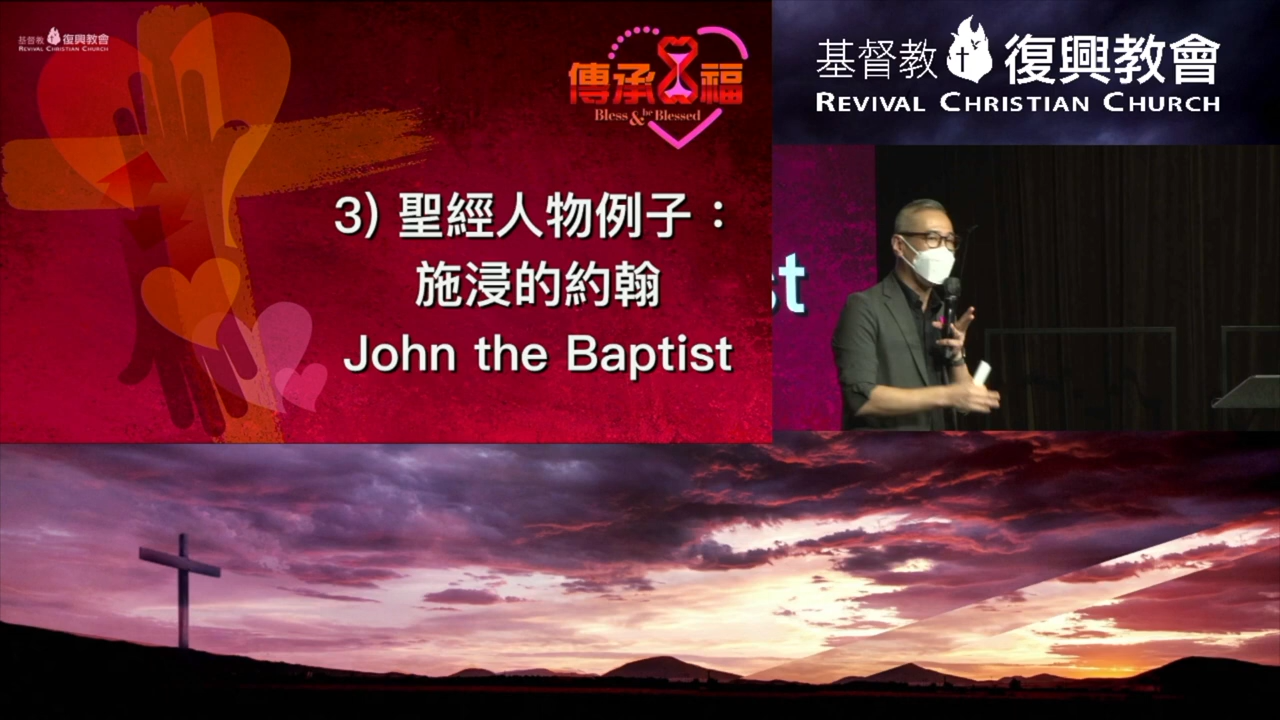 基督教 復興教會
REVIVAL CHRISTIAN CHURCH
傳承 福
Bless & be Blessed
3) 聖經人物例子：
施浸的約翰
John the Baptist
基督教 復興教會
REVIVAL CHRISTIAN CHURCH
st